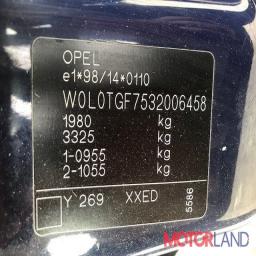 OPEL
e1*98/14*0110
W0L0TGF7532006458
1980 kg
3325 kg
1-0955 kg
2-1055 kg
Y 269 XXED 5586
MOTORLAND